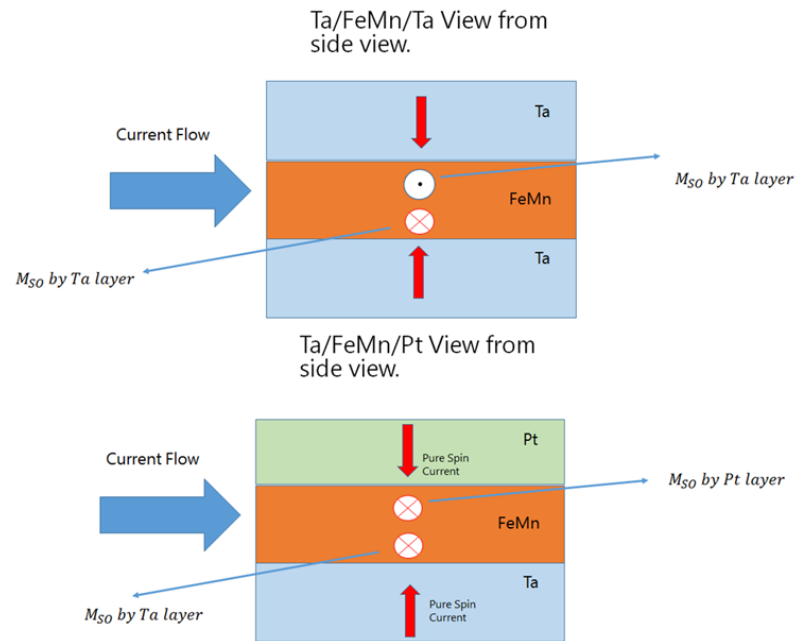 Ta/FeMn/Ta View from
side view.
Ta
Current Flow
M_SO by Ta layer
FeMn
M_SO by Ta layer
Ta
Ta/FeMn/Pt View from
side view.
Pt
Pure Spin
Current
Current Flow
M_SO by Pt layer
FeMn
Ta
M_SO by Ta layer
Pure Spin
Current